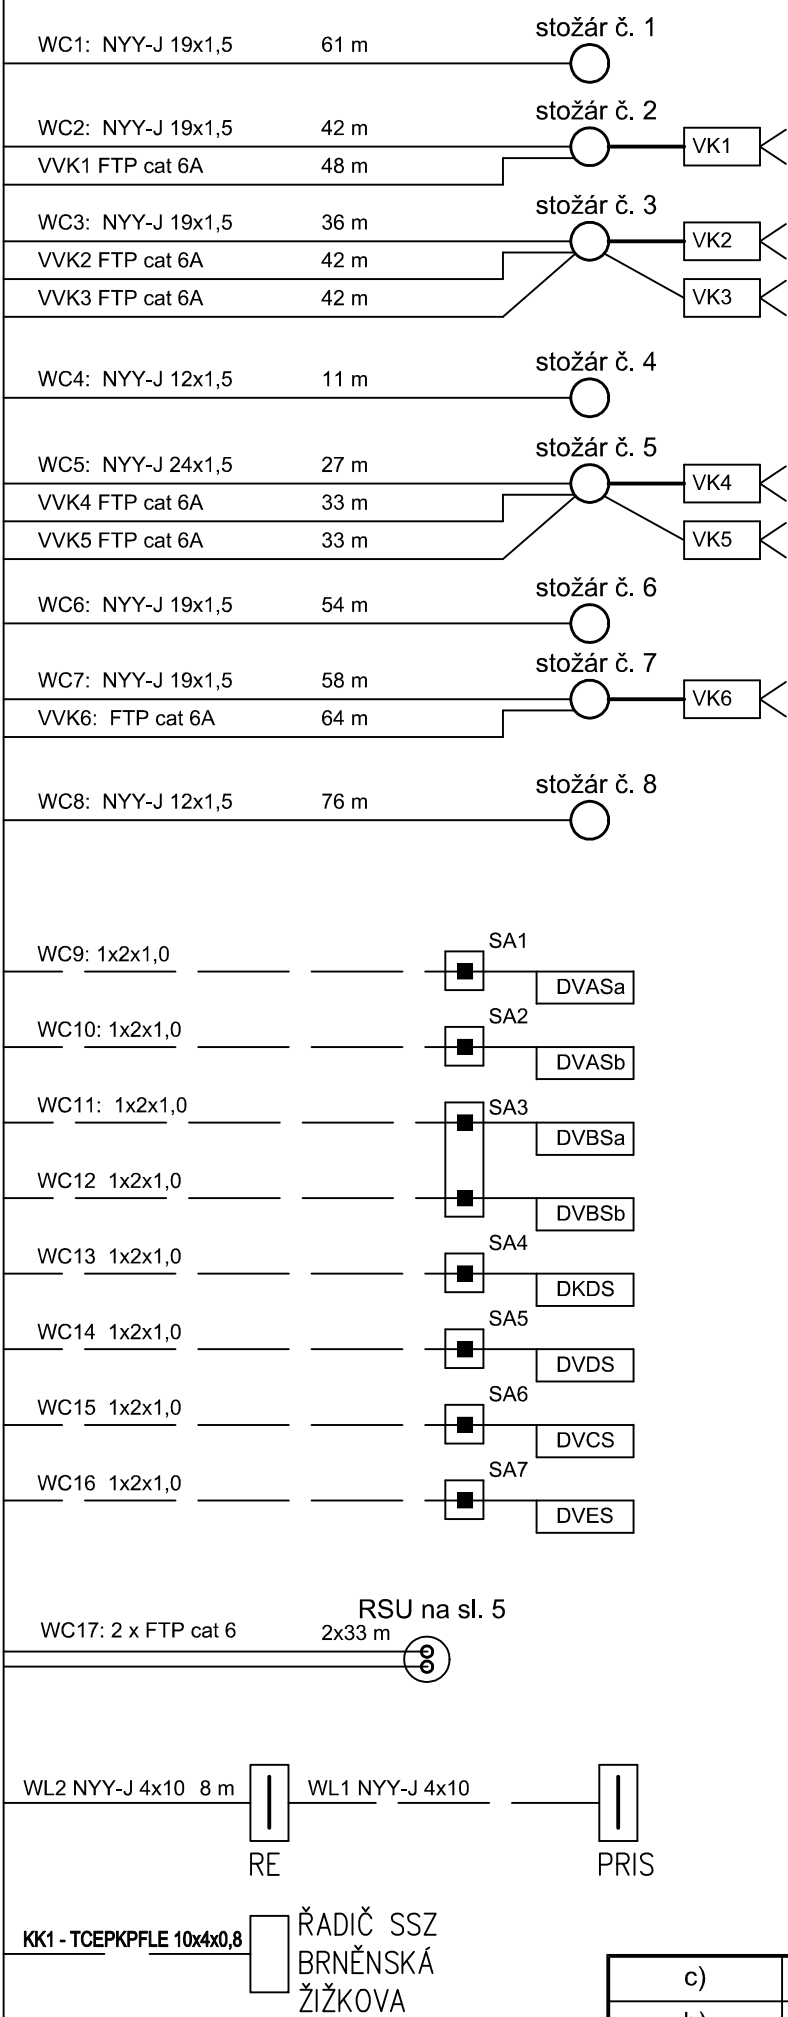 stožár č. 1
WC1: NYY-J 19x1,5 61 m
stožár č. 2
WC2: NYY-J 19x1,5 42 m
VK1
VVK1 FTP cat 6A 48 m
stožár č. 3
WC3: NYY-J 19x1,5 36 m
VK2
VVK2 FTP cat 6A 42 m
VVK3 FTP cat 6A 42 m
VK3
stožár č. 4
WC4: NYY-J 12x1,5 11 m
stožár č. 5
WC5: NYY-J 24x1,5 27 m
VK4
VVK4 FTP cat 6A 33 m
VVK5 FTP cat 6A 33 m
VK5
stožár č. 6
WC6: NYY-J 19x1,5 54 m
stožár č. 7
WC7: NYY-J 19x1,5 58 m
VK6
VVK6: FTP cat 6A 64 m
stožár č. 8
WC8: NYY-J 12x1,5 76 m
SA1
WC9: 1x2x1,0
DVASa
SA2
WC10: 1x2x1,0
DVASb
SA3
WC11: 1x2x1,0
DVBSa
WC12 1x2x1,0
DVBSb
SA4
WC13 1x2x1,0
DKDS
SA5
WC14 1x2x1,0
DVDS
SA6
WC15 1x2x1,0
DVCS
SA7
WC16 1x2x1,0
DVES
RSU na sl. 5
WC17: 2 x FTP cat 6 2x33 m
WL2 NYY-J 4x10 8 m
WL1 NYY-J 4x10
RE
PRIS
KK1 - TCEPKPFLE 10x4x0,8
ŘADIČ SSZ
BRNĚNSKÁ
ŽIŽKOVA
c)